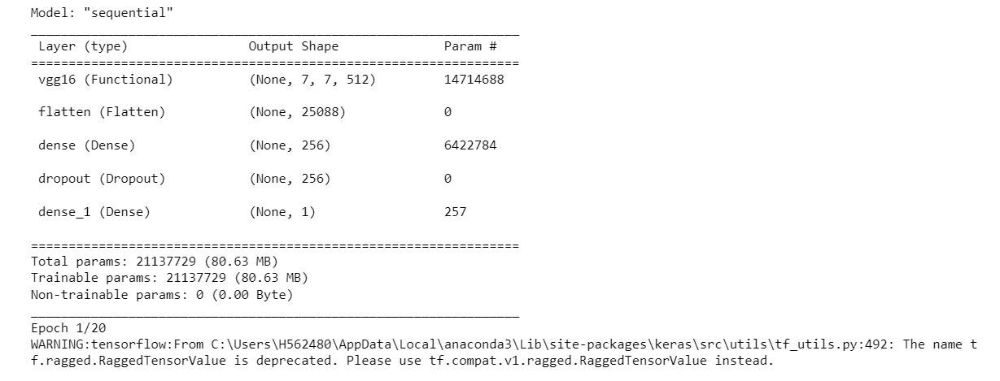 Model: "sequential"
_________________________________________________________________
Layer (type) Output Shape Param #
=================================================================
vgg16 (Functional) (None, 7, 7, 512) 14714688
flatten (Flatten) (None, 25088) 0
dense (Dense) (None, 256) 6422784
dropout (Dropout) (None, 256) 0
dense_1 (Dense) (None, 1) 257
=================================================================
Total params: 21137729 (80.63 MB)
Trainable params: 21137729 (80.63 MB)
Non-trainable params: 0 (0.00 Byte)
_________________________________________________________________
Epoch 1/20
WARNING:tensorflow:From C:\Users\H562480\AppData\Local\anaconda3\Lib\site-packages\keras\src\utils\tf_utils.py:492: The name t
f.ragged.RaggedTensorValue is deprecated. Please use tf.compat.v1.ragged.RaggedTensorValue instead.